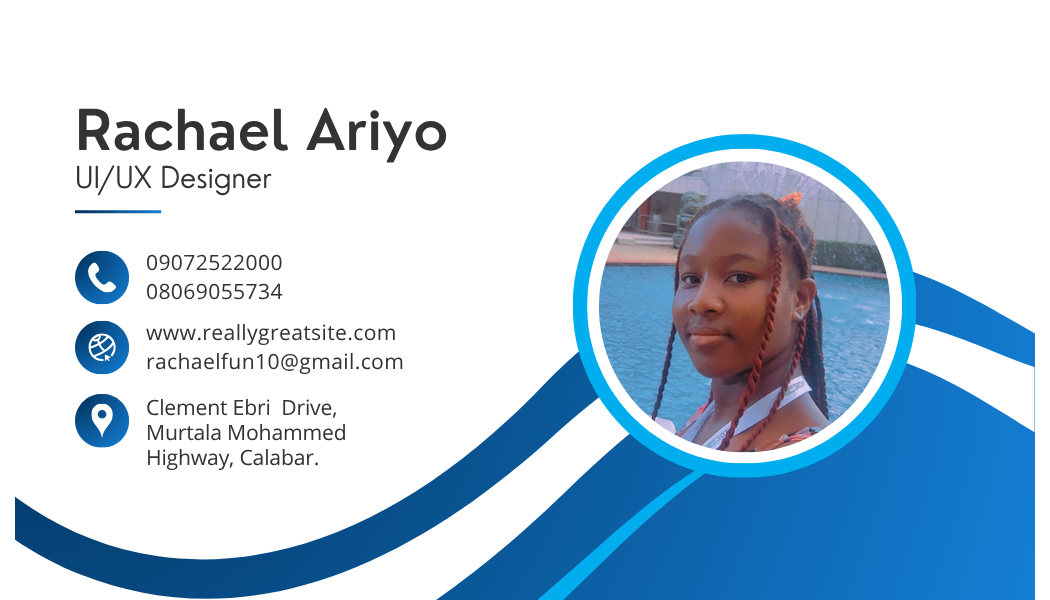 Rachael Ariyo
UI/UX Designer
09072522000
08069055734
www.reallygreatsite.com
rachaelfun10@gmail.com
Clement Ebri Drive,
Murtala Mohammed
Highway, Calabar.